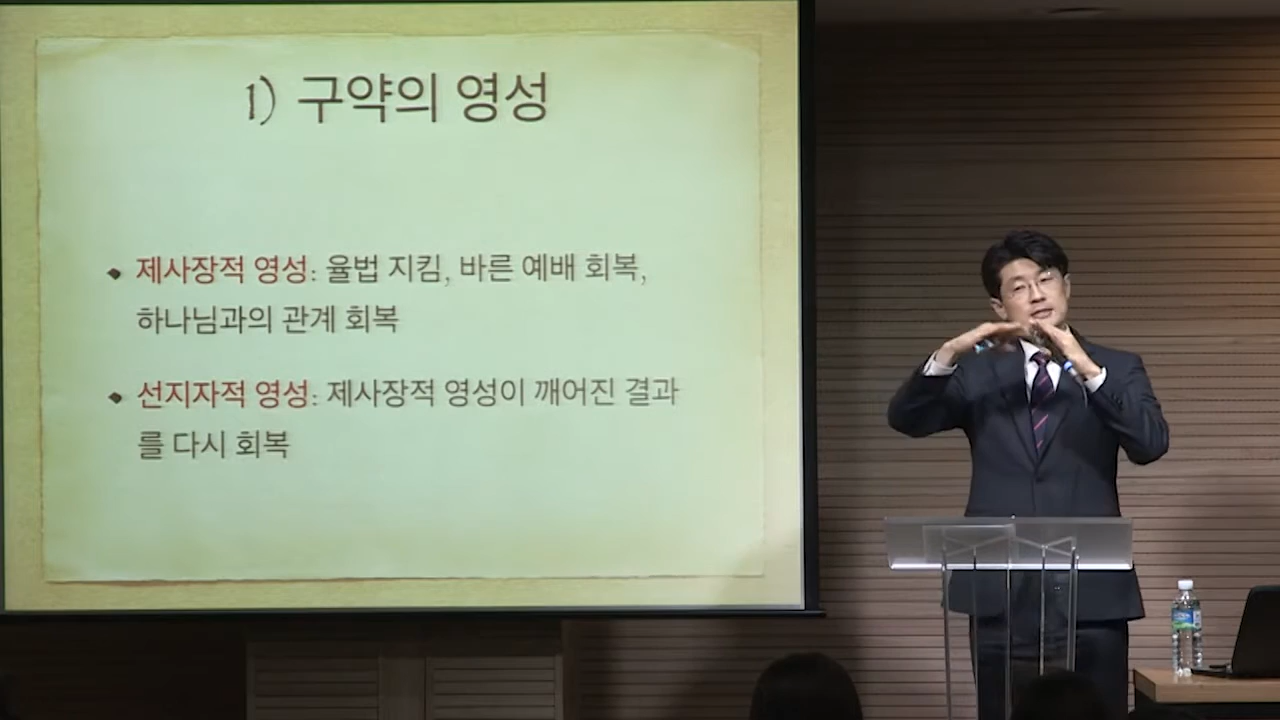 1) 구약의 영성
제사장적 영성: 율법 지킴, 바른 예배 회복,
하나님과의 관계 회복
선지자적 영성: 제사장적 영성이 깨어진 결과
를 다시 회복